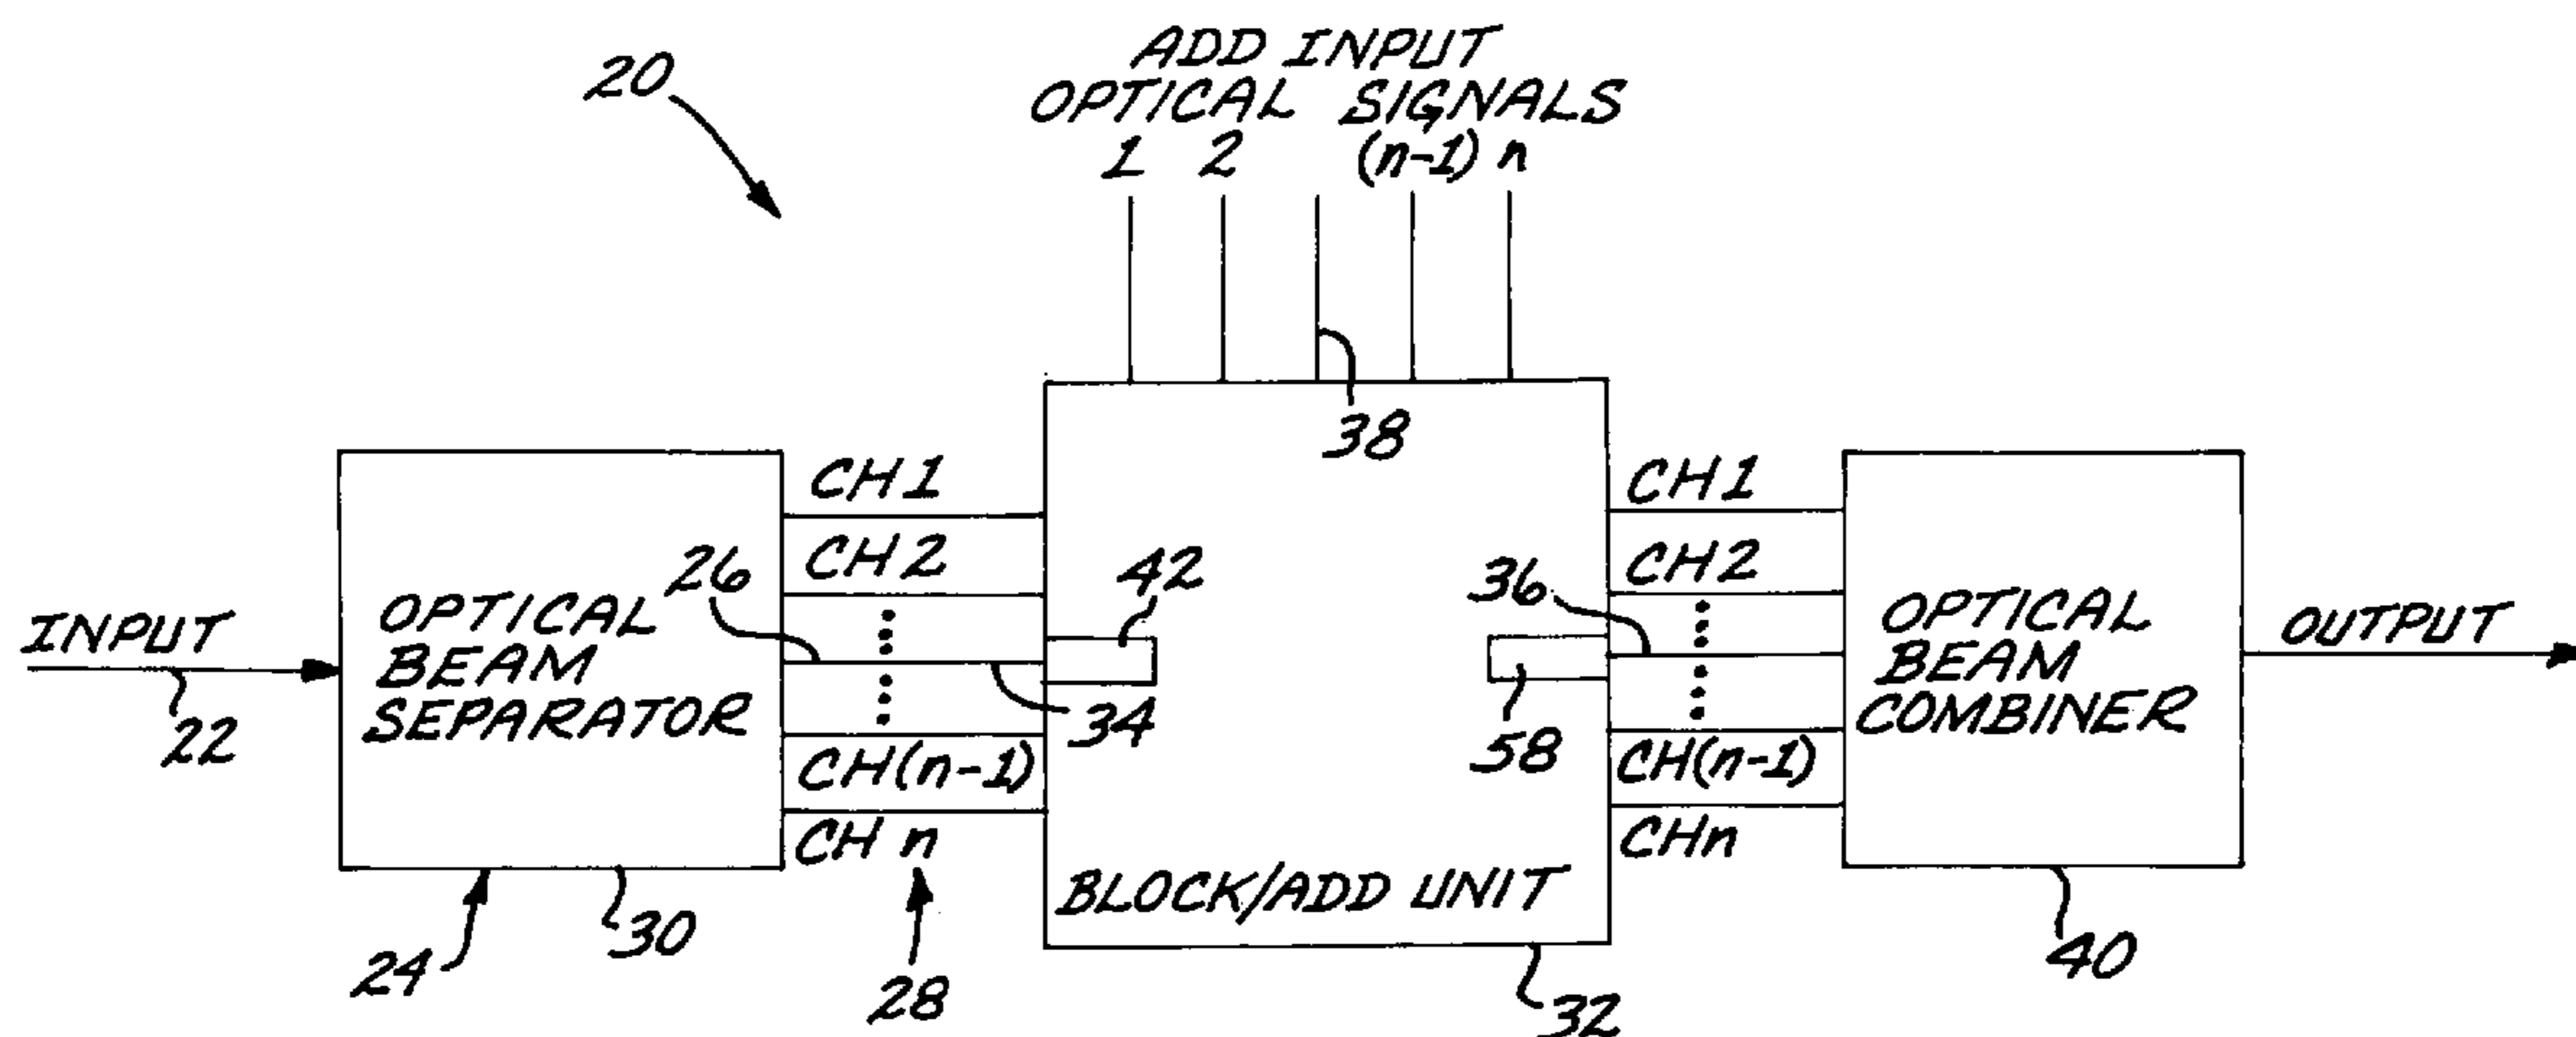 20
ADD INPUT
OPTICAL SIGNALS
1 2 (n-1) n
38
INPUT
22
OPTICAL
BEAM
SEPARATOR
24
30
CH1
CH2
26
34
CH(n-1)
CH n
28
42
58
BLOCK/ADD UNIT
32
CH1
CH2
36
CH(n-1)
CHn
OPTICAL
BEAM
COMBINER
40
OUTPUT